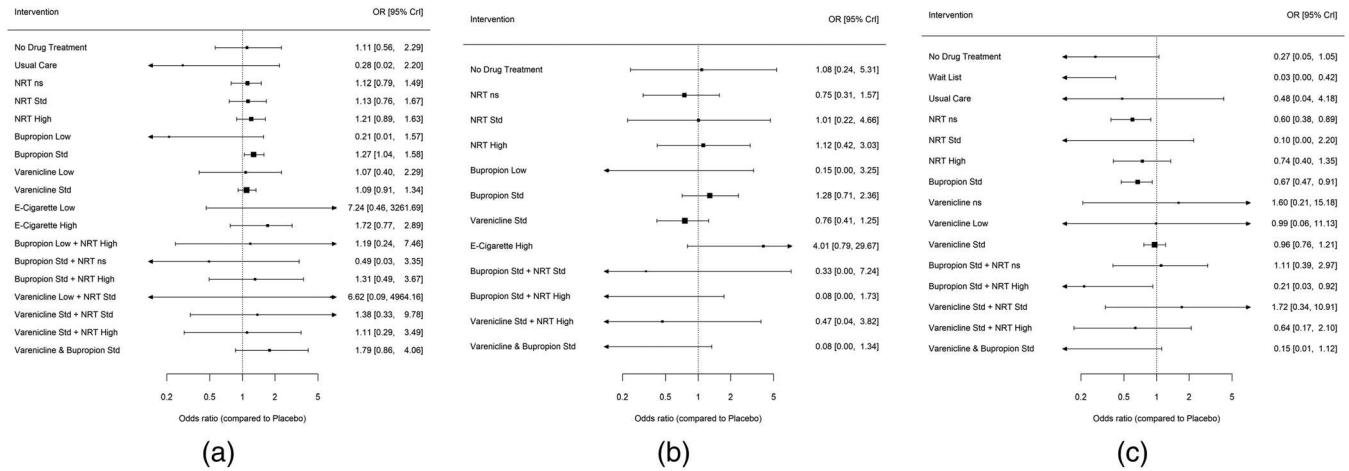 Intervention OR [95% CrI]
No Drug Treatment 1.11 [0.56, 2.29]
Usual Care 0.28 [0.02, 2.20]
NRT ns 1.12 [0.79, 1.49]
NRT Std 1.13 [0.76, 1.67]
NRT High 1.21 [0.89, 1.63]
Bupropion Low 0.21 [0.01, 1.57]
Bupropion Std 1.27 [1.04, 1.58]
Varenicline Low 1.07 [0.40, 2.29]
Varenicline Std 1.09 [0.91, 1.34]
E-Cigarette Low 7.24 [0.46, 3261.69]
E-Cigarette High 1.72 [0.77, 2.89]
Bupropion Low + NRT High 1.19 [0.24, 7.46]
Bupropion Std + NRT ns 0.49 [0.03, 3.35]
Bupropion Std + NRT High 1.31 [0.49, 3.67]
Varenicline Low + NRT Std 6.62 [0.09, 4964.16]
Varenicline Std + NRT Std 1.38 [0.33, 9.78]
Varenicline Std + NRT High 1.11 [0.29, 3.49]
Varenicline & Bupropion Std 1.79 [0.86, 4.06]
0.2 0.5 1 2 5
Odds ratio (compared to Placebo)
(a)
Intervention OR [95% CrI]
No Drug Treatment 1.08 [0.24, 5.31]
NRT ns 0.75 [0.31, 1.57]
NRT Std 1.01 [0.22, 4.66]
NRT High 1.12 [0.42, 3.03]
Bupropion Low 0.15 [0.00, 3.25]
Bupropion Std 1.28 [0.71, 2.36]
Varenicline Std 0.76 [0.41, 1.25]
E-Cigarette High 4.01 [0.79, 29.67]
Bupropion Std + NRT Std 0.33 [0.00, 7.24]
Bupropion Std + NRT High 0.08 [0.00, 1.73]
Varenicline Std + NRT High 0.47 [0.04, 3.82]
Varenicline & Bupropion Std 0.08 [0.00, 1.34]
0.2 0.5 1 2 5
Odds ratio (compared to Placebo)
(b)
Intervention OR [95% CrI]
No Drug Treatment 0.27 [0.05, 1.05]
Wait List 0.03 [0.00, 0.42]
Usual Care 0.48 [0.04, 4.18]
NRT ns 0.60 [0.38, 0.89]
NRT Std 0.10 [0.00, 2.20]
NRT High 0.74 [0.40, 1.35]
Bupropion Std 0.67 [0.47, 0.91]
Varenicline ns 1.60 [0.21, 15.18]
Varenicline Low 0.99 [0.06, 11.13]
Varenicline Std 0.96 [0.76, 1.21]
Bupropion Std + NRT ns 1.11 [0.39, 2.97]
Bupropion Std + NRT High 0.21 [0.03, 0.92]
Varenicline Std + NRT Std 1.72 [0.34, 10.91]
Varenicline Std + NRT High 0.64 [0.17, 2.10]
Varenicline & Bupropion Std 0.15 [0.01, 1.12]
0.2 0.5 1 2 5
Odds ratio (compared to Placebo)
(c)